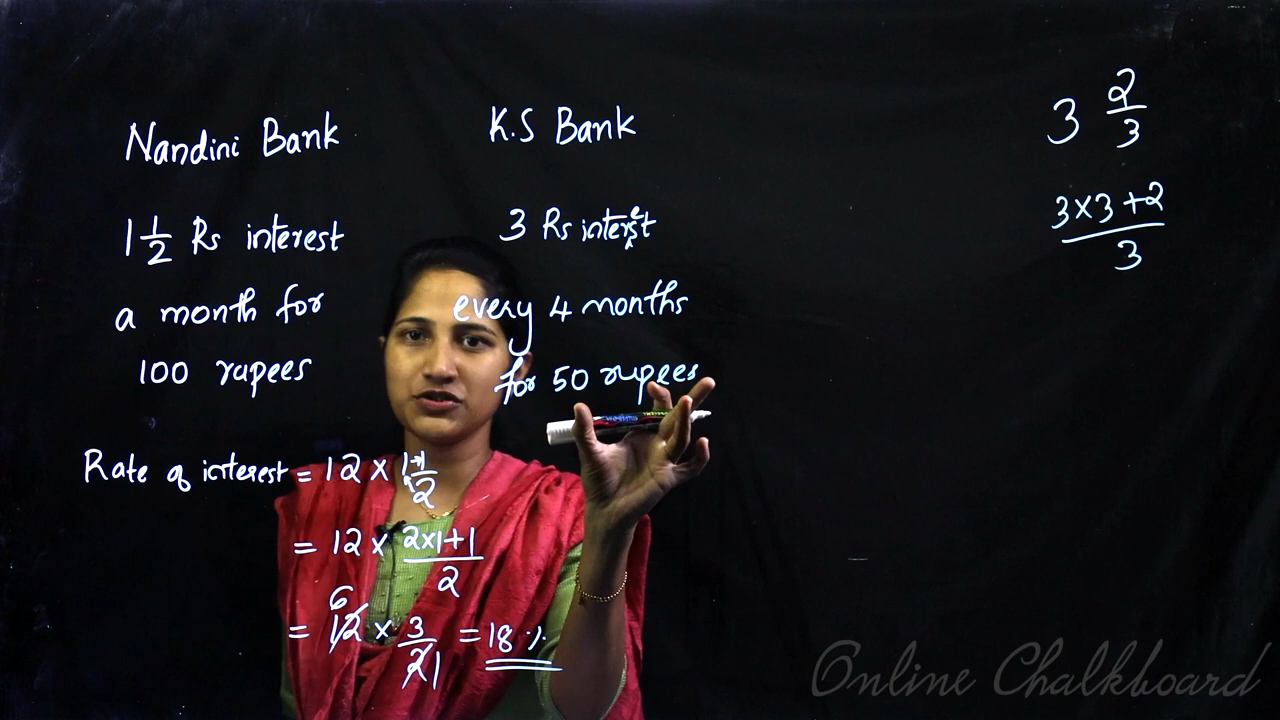 Nandini Bank
1 1/2 Rs interest
a month for
100 rupees
K.S Bank
3 Rs interest
every 4 months
for 50 rupees
Rate of interest = 12 × 1 1/2
= 12 × (2×1+1)/2
= 12 6 × 3/2 1 = 18 %
3 2/3
(3×3+2)/3
Online Chalkboard